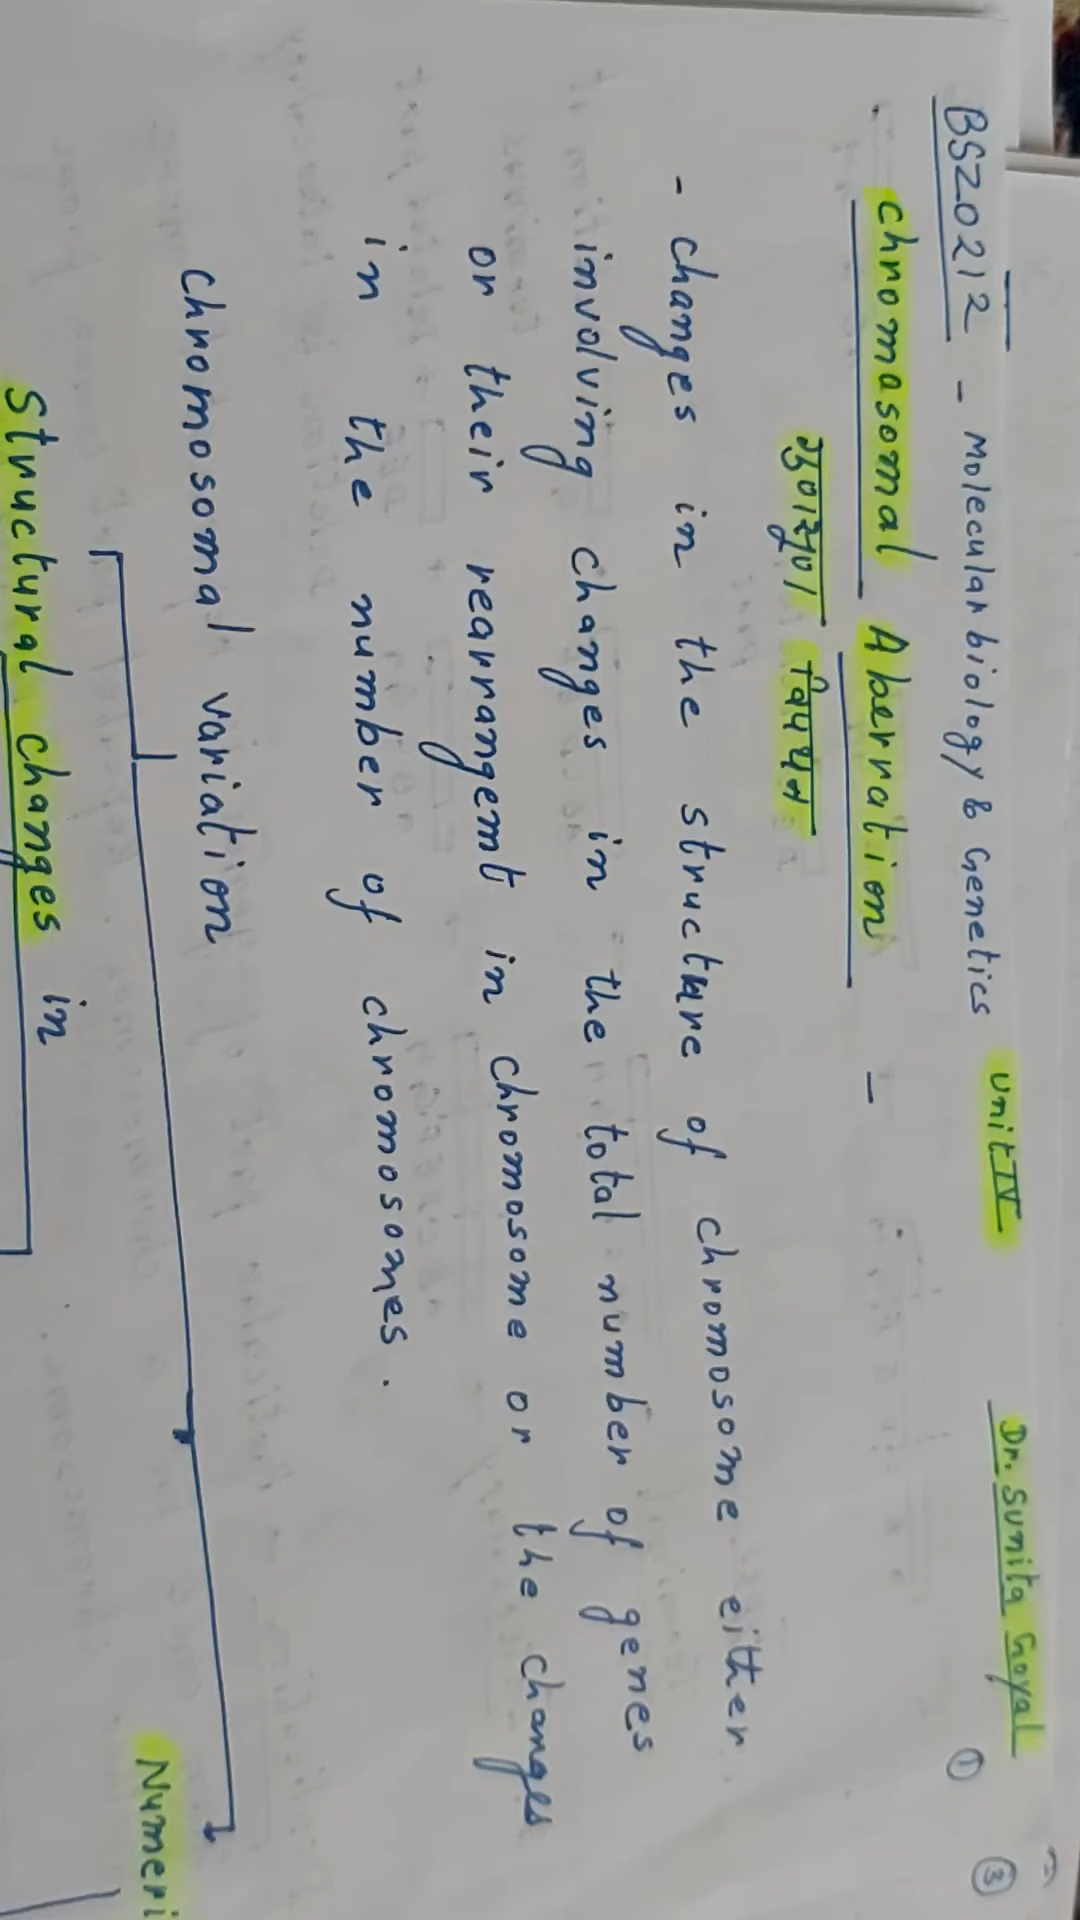 BSZ0212 - Molecular biology & Genetics Unit IV Dr. Sunita Goyal ① ③
Chromasomal Aberration -
गुणसूत्र विपथन
- changes in the structure of chromosome either
involving changes in the total number of genes
or their rearrangemt in chromosome or the changes
in the number of chromosomes.
Chromosomal variation
Structural changes in
Numeri